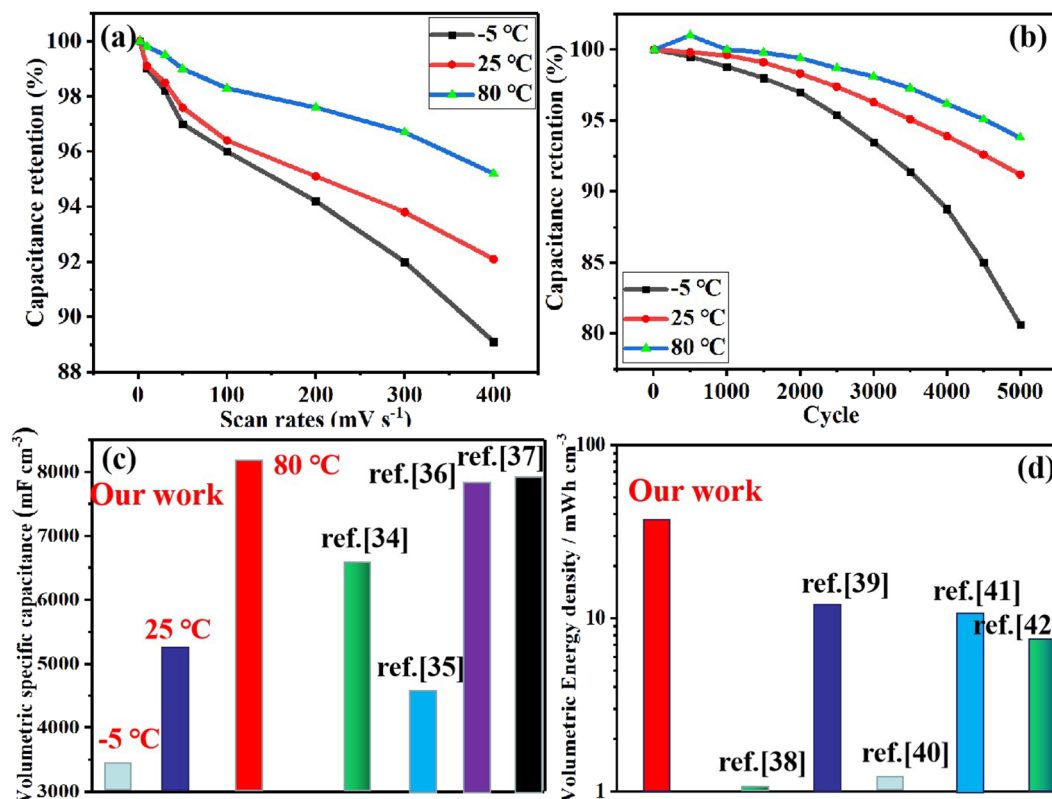 (a)
-5 ℃
25 ℃
80 ℃
Capacitance retention (%)
100
98
96
94
92
90
88
0 100 200 300 400
Scan rates (mV s⁻¹)
(b)
-5 ℃
25 ℃
80 ℃
Capacitance retention (%)
100
95
90
85
80
0 1000 2000 3000 4000 5000
Cycle
(c)
Our work
Volumetric specific capacitance (mF cm⁻³)
8000
7000
6000
5000
4000
3000
-5 ℃
25 ℃
80 ℃
ref.[34]
ref.[35]
ref.[36]
ref.[37]
(d)
Our work
Volumetric Energy density / mWh cm⁻³
100
10
1
ref.[38]
ref.[39]
ref.[40]
ref.[41]
ref.[42